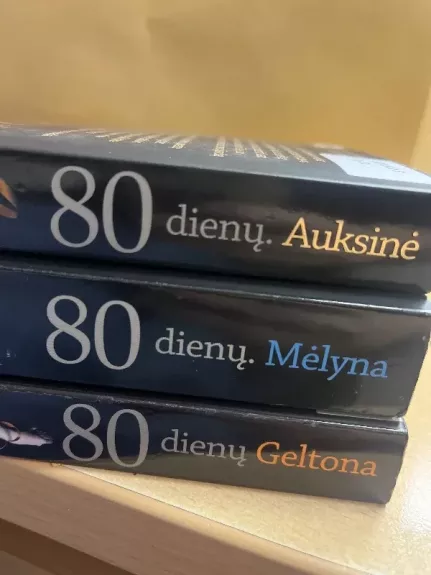 80 dienų. Auksinė
80 dienų. Mėlyna
80 dienų Geltona